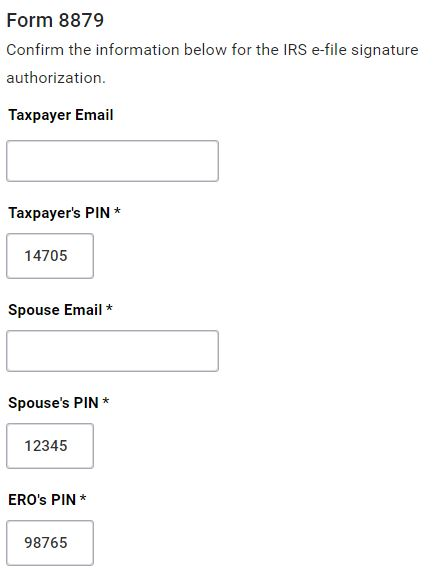 Form 8879
Confirm the information below for the IRS e-file signature
authorization.
Taxpayer Email
Taxpayer's PIN *
14705
Spouse Email *
Spouse's PIN *
12345
ERO's PIN *
98765